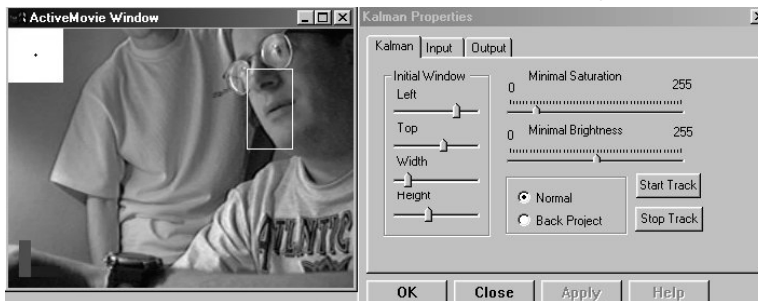 ActiveMovie Window
Kalman Properties
Kalman
Input
Output
Initial Window
Left
Top
Width
Height
Minimal Saturation
0
255
Minimal Brightness
0
255
Normal
Back Project
Start Track
Stop Track
OK
Close
Apply
Help